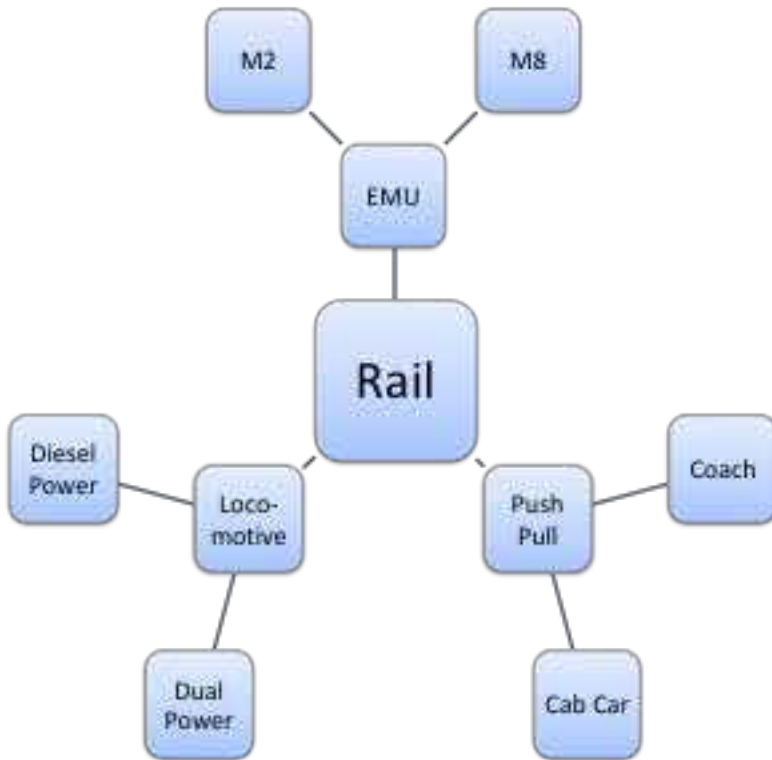 M2
M8
EMU
Rail
Diesel
Power
Loco-
motive
Push
Pull
Coach
Dual
Power
Cab Car